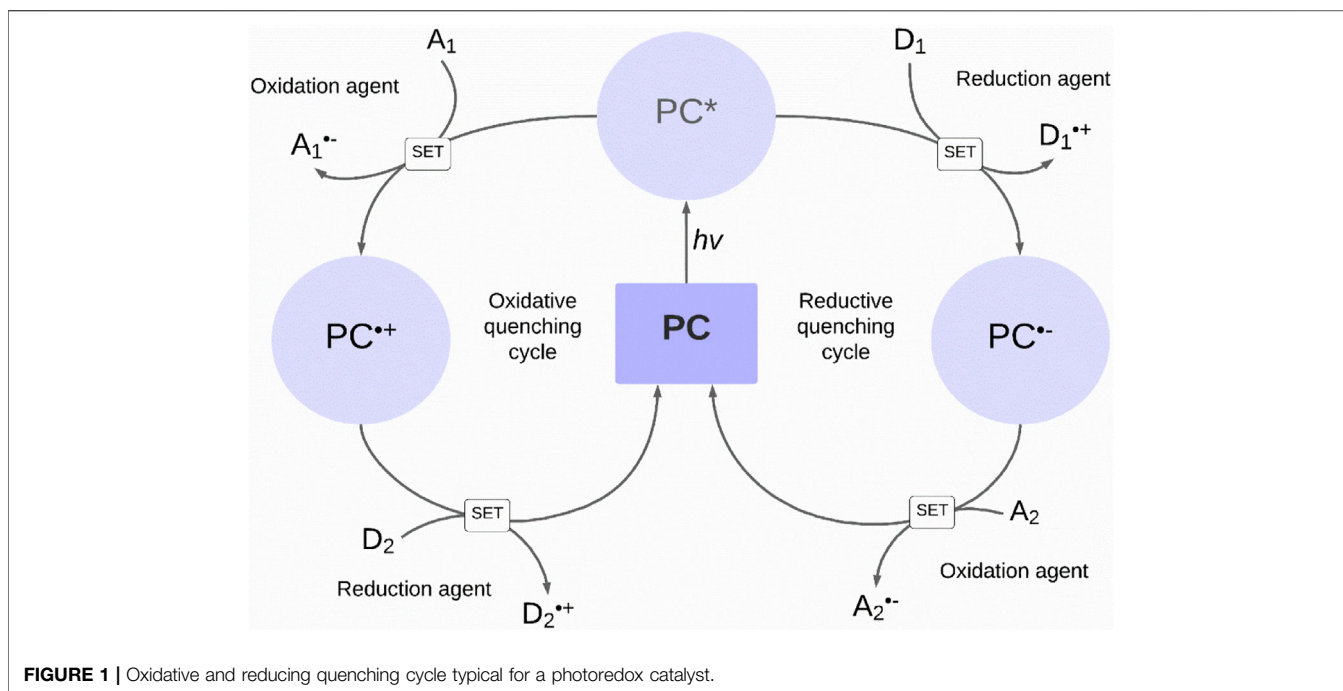 A₁
D₁
Oxidation agent
Reduction agent
PC*
A₁•-
SET
SET
D₁•+
hν
Oxidative
quenching
cycle
Reductive
quenching
cycle
PC•+
PC
PC•-
SET
SET
D₂
A₂
Reduction agent
Oxidation agent
D₂•+
A₂•-
FIGURE 1 | Oxidative and reducing quenching cycle typical for a photoredox catalyst.